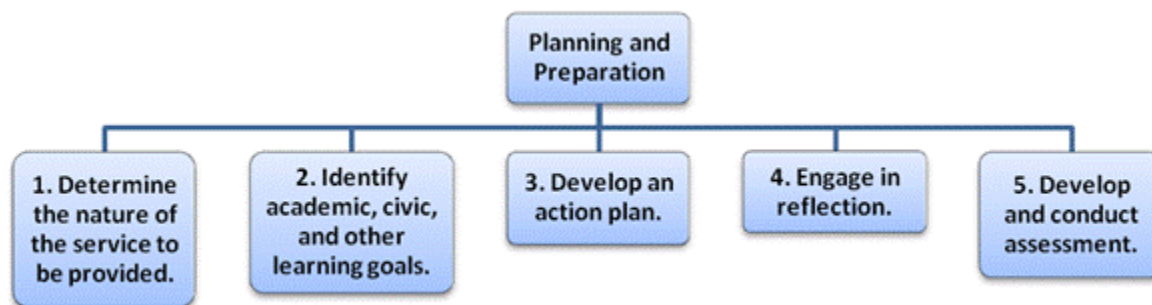 Planning and
Preparation
1. Determine
the nature of
the service to
be provided.
2. Identify
academic, civic,
and other
learning goals.
3. Develop an
action plan.
4. Engage in
reflection.
5. Develop
and conduct
assessment.